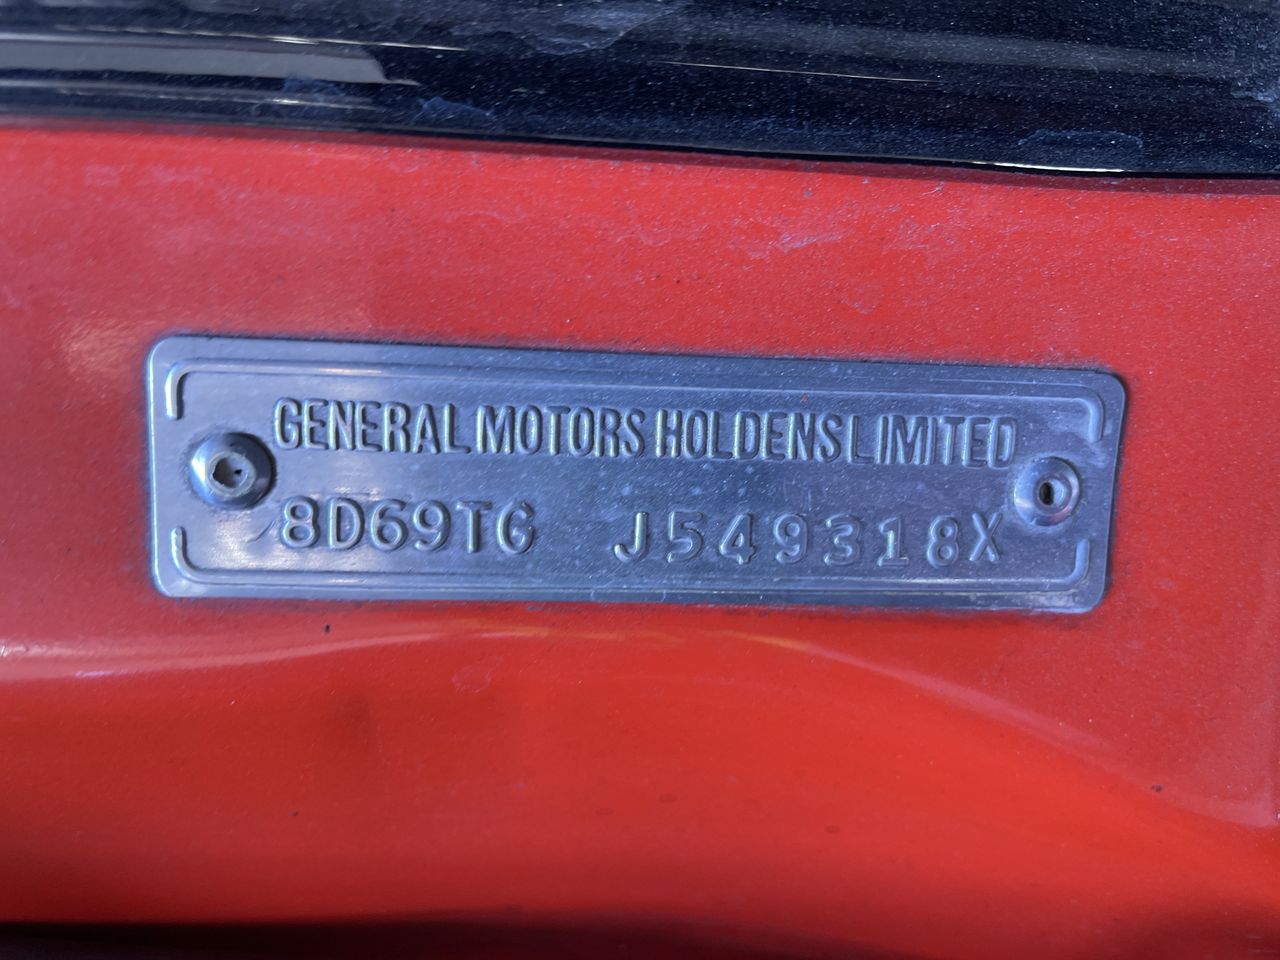 GENERAL MOTORS HOLDENS LIMITED
8D69TG J549318X